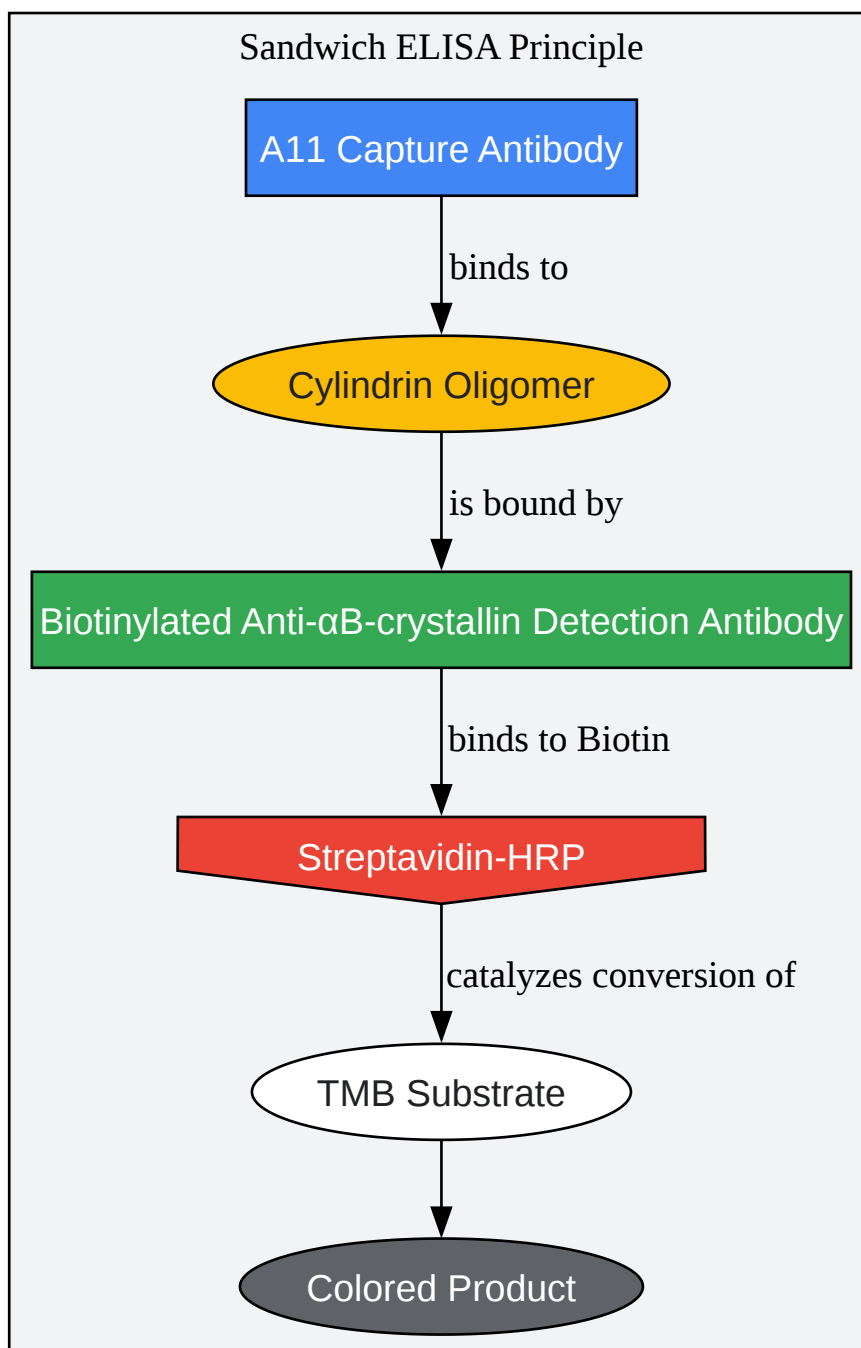 Sandwich ELISA Principle
A11 Capture Antibody
binds to
Cylindrin Oligomer
is bound by
Biotinylated Anti-αB-crystallin Detection Antibody
binds to Biotin
Streptavidin-HRP
catalyzes conversion of
TMB Substrate
Colored Product